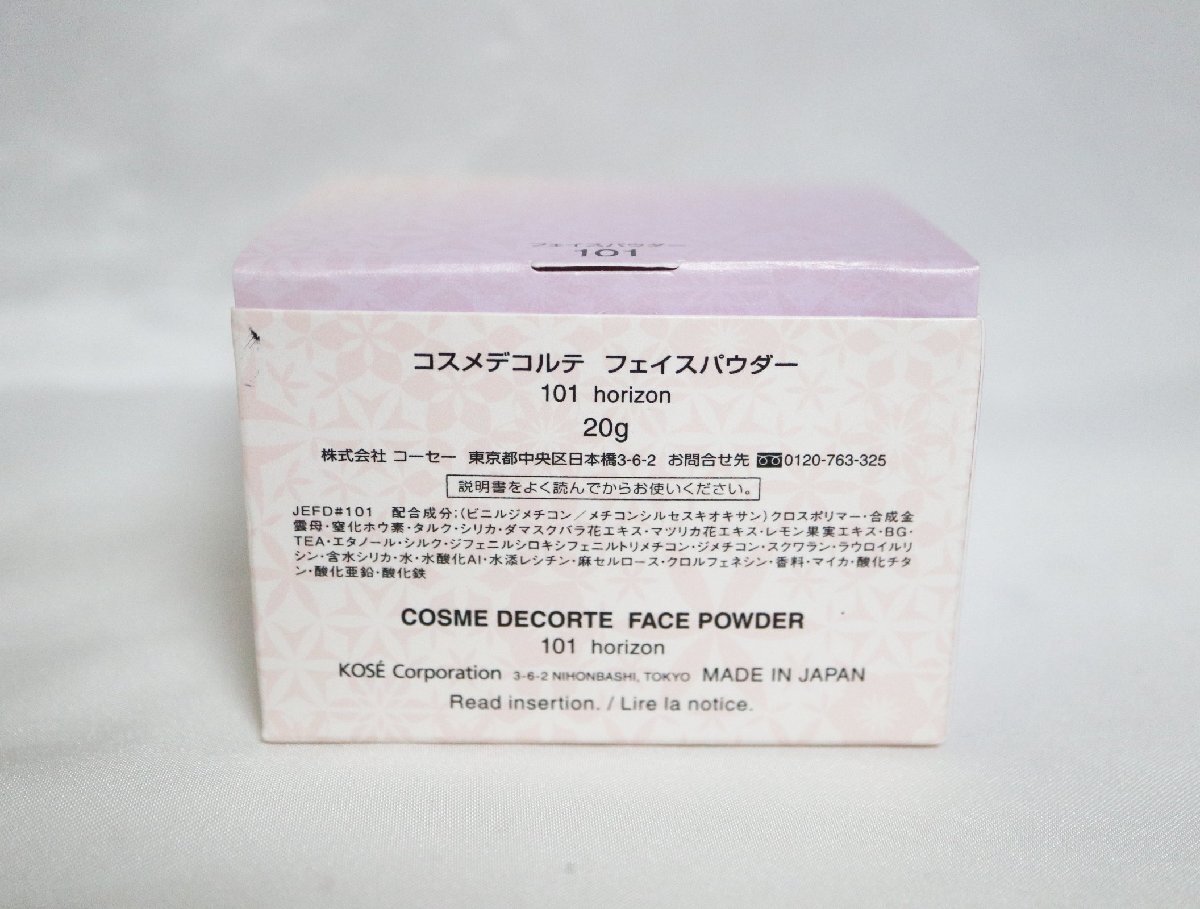 フェイスパウダー
101
コスメデコルテ フェイスパウダー
101 horizon
20g
株式会社 コーセー 東京都中央区日本橋3-6-2 お問合せ先 0120-763-325
説明書をよく読んでからお使いください。
JEFD#101 配合成分:(ビニルジメチコン/メチコンシルセスキオキサン)クロスポリマー・合成金
雲母・窒化ホウ素・タルク・シリカ・ダマスクバラ花エキス・マツリカ花エキス・レモン果実エキス・BG・
TEA・エタノール・シルク・ジフェニルシロキシフェニルトリメチコン・ジメチコン・スクワラン・ラウロイルリ
シン・含水シリカ・水・水酸化Al・水添レシチン・麻セルロース・クロルフェネシン・香料・マイカ・酸化チタ
ン・酸化亜鉛・酸化鉄
COSME DECORTE FACE POWDER
101 horizon
KOSÉ Corporation 3-6-2 NIHONBASHI, TOKYO MADE IN JAPAN
Read insertion. / Lire la notice.